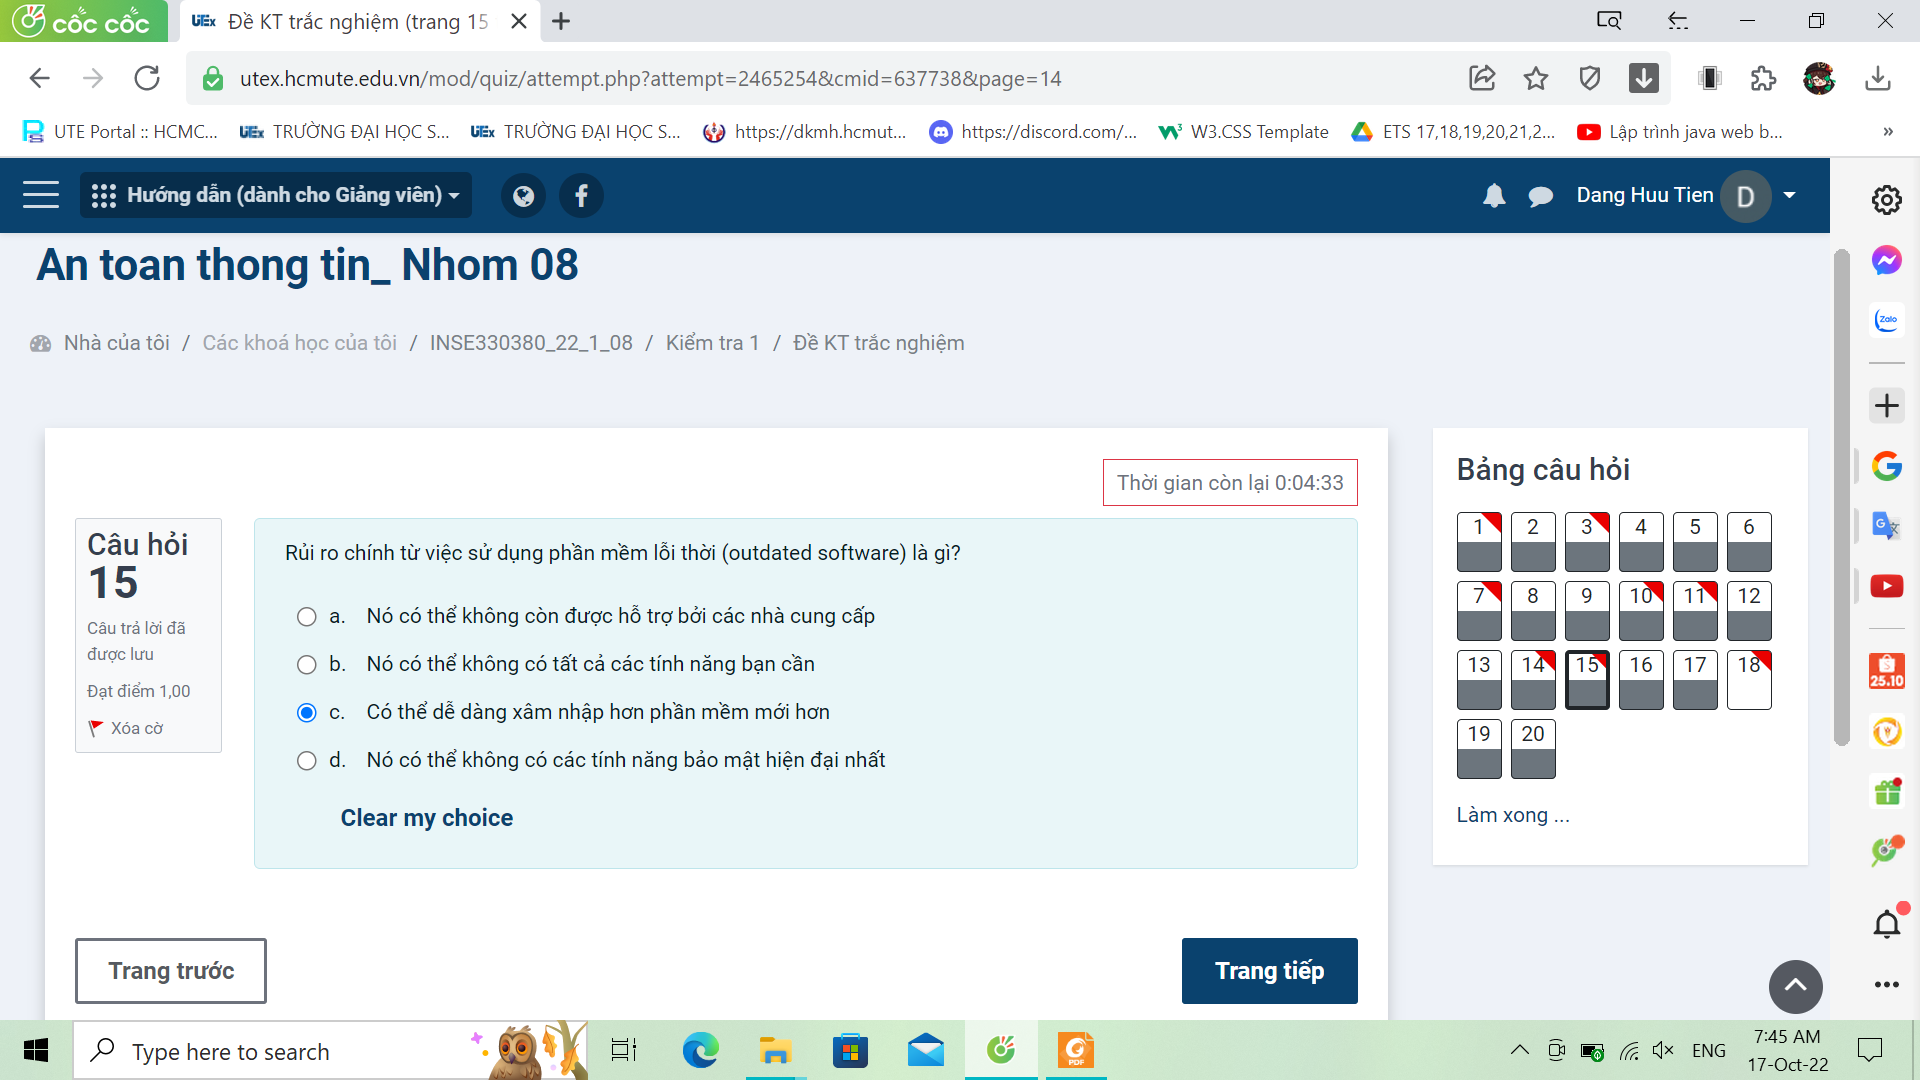 cốc cốc
UEx Đề KT trắc nghiệm (trang 15
utex.hcmute.edu.vn/mod/quiz/attempt.php?attempt=2465254&cmid=637738&page=14
UTE Portal :: HCMC...
UEx TRƯỜNG ĐẠI HỌC S...
UEx TRƯỜNG ĐẠI HỌC S...
https://dkmh.hcmut...
https://discord.com/...
W3.CSS Template
ETS 17,18,19,20,21,2...
Lập trình java web b...
»
Hướng dẫn (dành cho Giảng viên)
Dang Huu Tien D
An toan thong tin_ Nhom 08
Nhà của tôi / Các khoá học của tôi / INSE330380_22_1_08 / Kiểm tra 1 / Đề KT trắc nghiệm
Thời gian còn lại 0:04:33
Câu hỏi
15
Câu trả lời đã
được lưu
Đạt điểm 1,00
Xóa cờ
Rủi ro chính từ việc sử dụng phần mềm lỗi thời (outdated software) là gì?
a. Nó có thể không còn được hỗ trợ bởi các nhà cung cấp
b. Nó có thể không có tất cả các tính năng bạn cần
c. Có thể dễ dàng xâm nhập hơn phần mềm mới hơn
d. Nó có thể không có các tính năng bảo mật hiện đại nhất
Clear my choice
Trang trước
Trang tiếp
Bảng câu hỏi
1 2 3 4 5 6
7 8 9 10 11 12
13 14 15 16 17 18
19 20
Làm xong ...
Zalo
25.10
Type here to search
PDF
ENG
7:45 AM
17-Oct-22